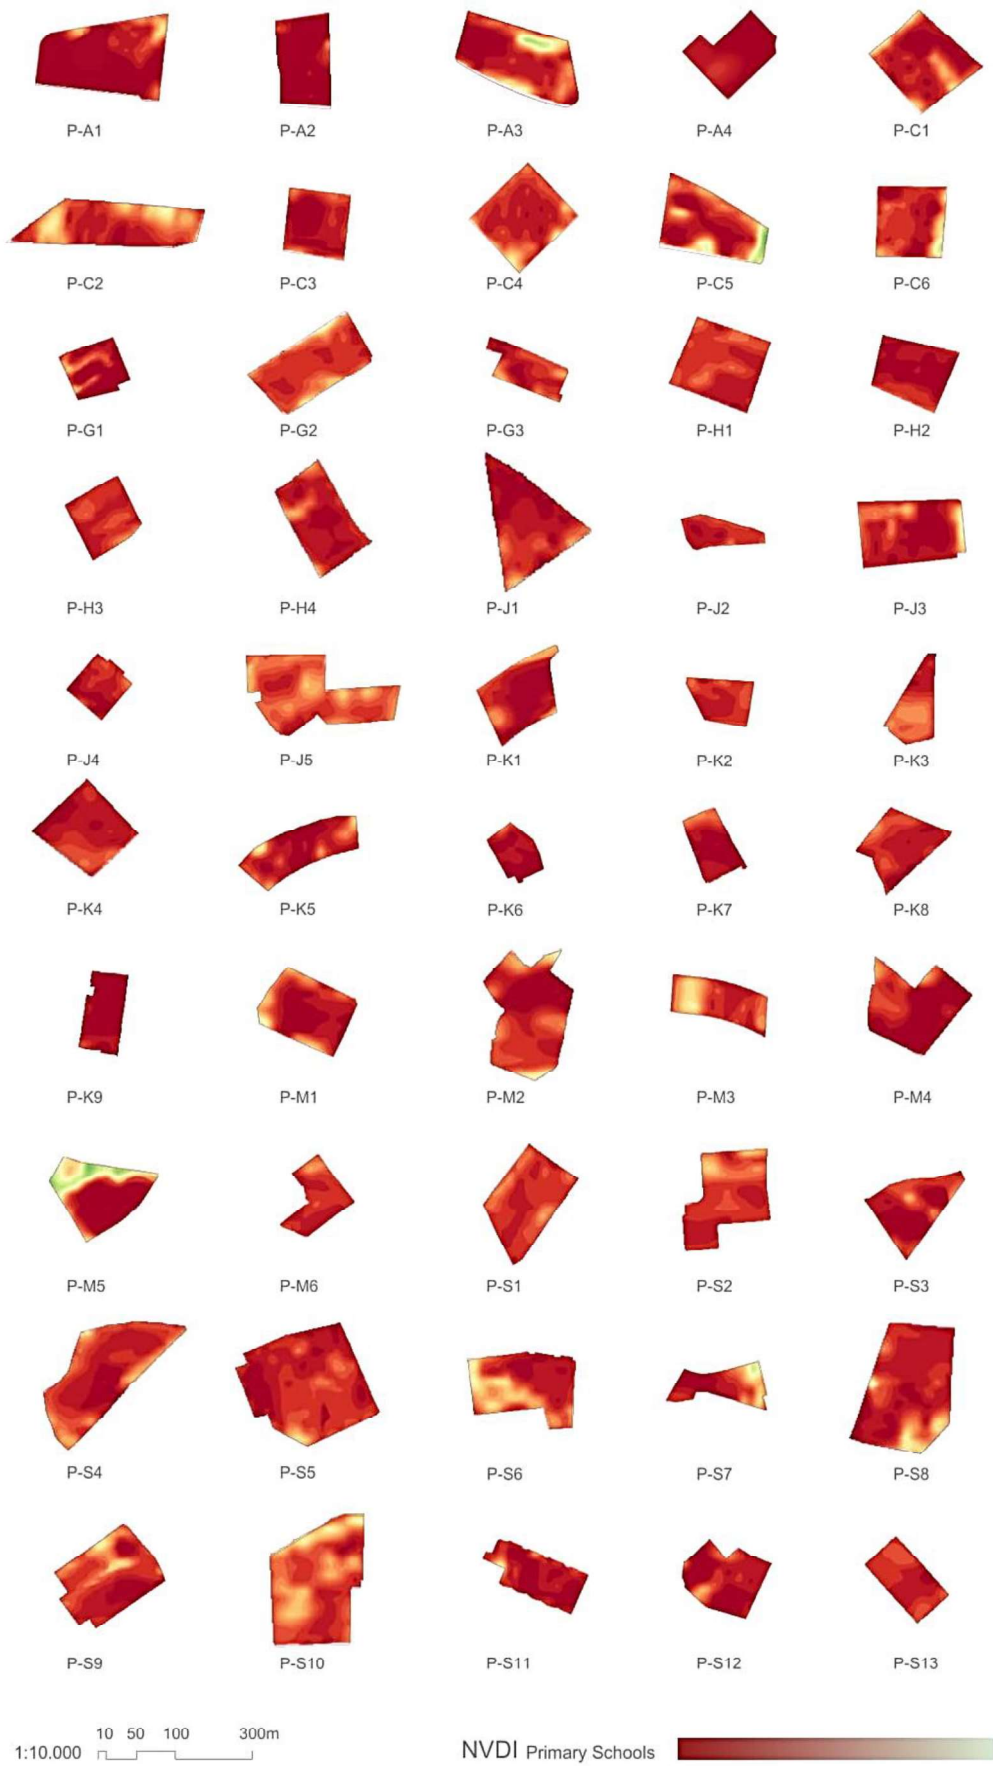 P-A1 P-A2 P-A3 P-A4 P-C1
P-C2 P-C3 P-C4 P-C5 P-C6
P-G1 P-G2 P-G3 P-H1 P-H2
P-H3 P-H4 P-J1 P-J2 P-J3
P-J4 P-J5 P-K1 P-K2 P-K3
P-K4 P-K5 P-K6 P-K7 P-K8
P-K9 P-M1 P-M2 P-M3 P-M4
P-M5 P-M6 P-S1 P-S2 P-S3
P-S4 P-S5 P-S6 P-S7 P-S8
P-S9 P-S10 P-S11 P-S12 P-S13
10 50 100 300m
1:10.000
NVDI Primary Schools